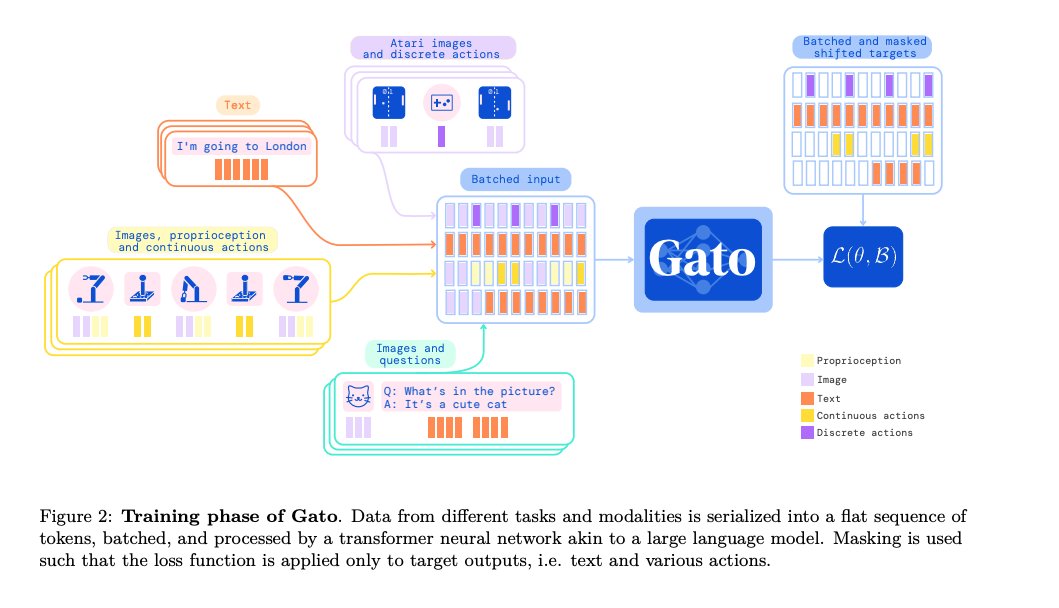 Atari images
and discrete actions
Batched and masked
shifted targets
Text
I'm going to London
Batched input
Images, proprioception
and continuous actions
Gato
L(θ, B)
Images and
questions
Q: What's in the picture?
A: It's a cute cat
Proprioception
Image
Text
Continuous actions
Discrete actions
Figure 2: Training phase of Gato. Data from different tasks and modalities is serialized into a flat sequence of
tokens, batched, and processed by a transformer neural network akin to a large language model. Masking is used
such that the loss function is applied only to target outputs, i.e. text and various actions.